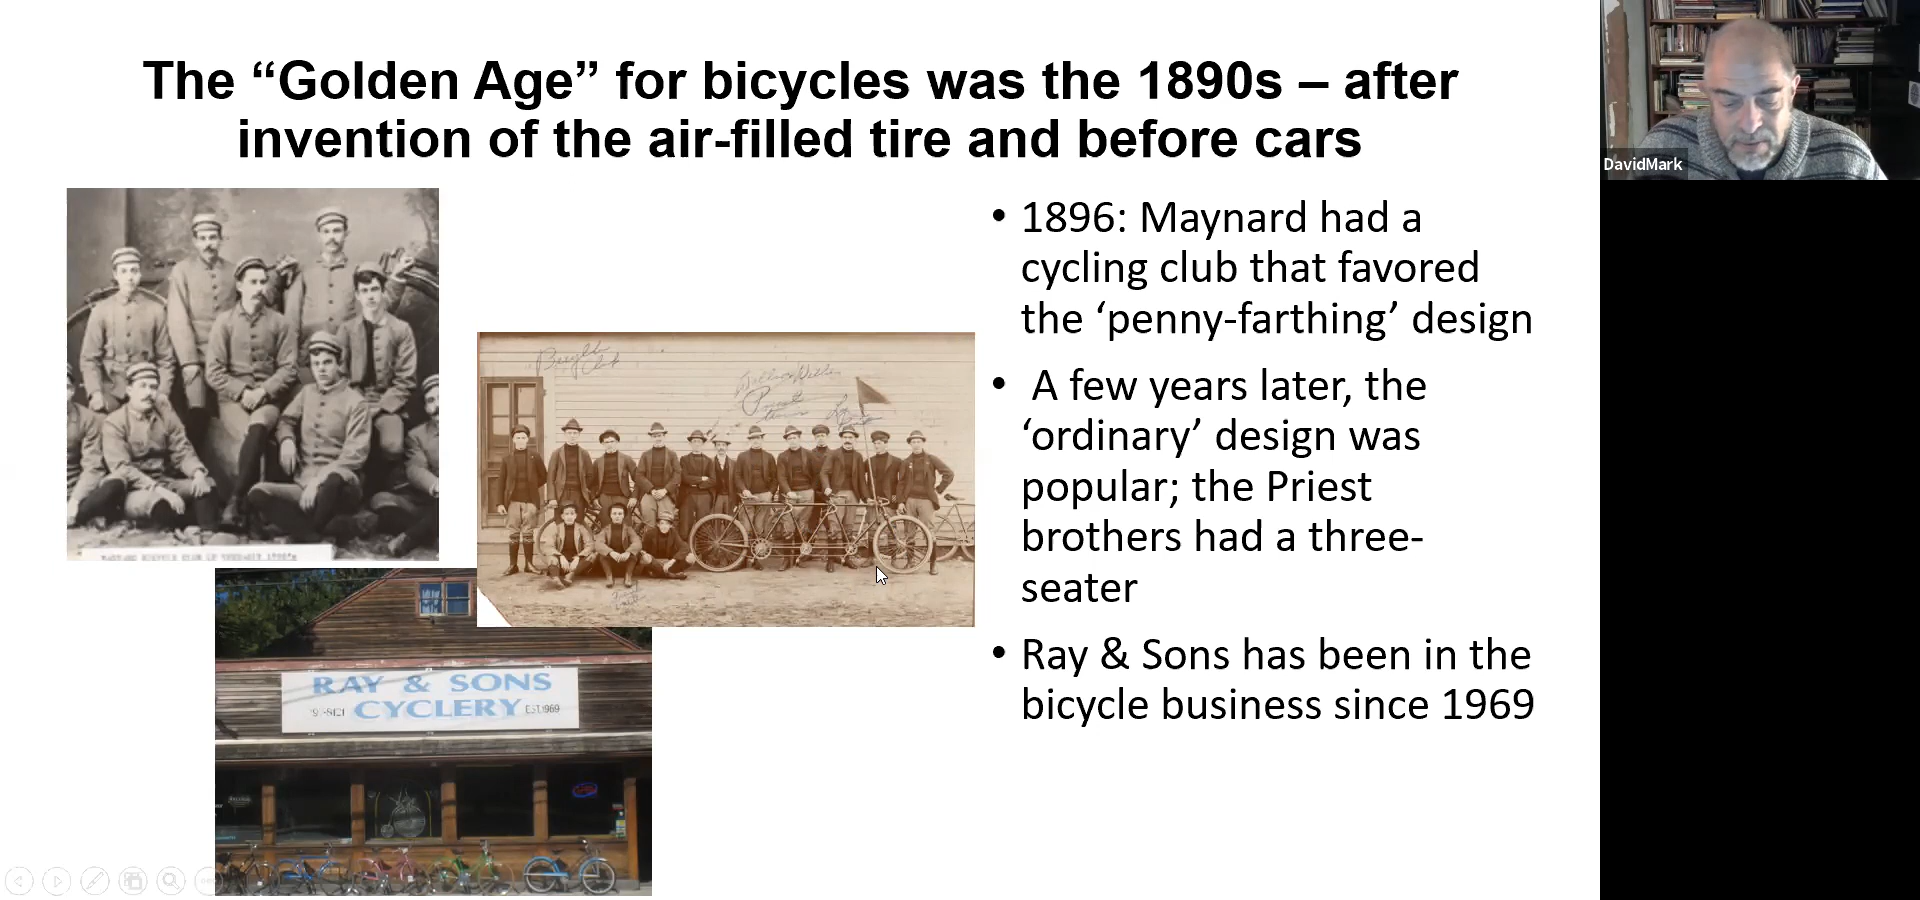 The “Golden Age” for bicycles was the 1890s – after
invention of the air-filled tire and before cars
DavidMark
• 1896: Maynard had a
cycling club that favored
the ‘penny-farthing’ design
• A few years later, the
‘ordinary’ design was
popular; the Priest
brothers had a three-
seater
• Ray & Sons has been in the
bicycle business since 1969
Club
RAY & SONS
CYCLERY EST.1969